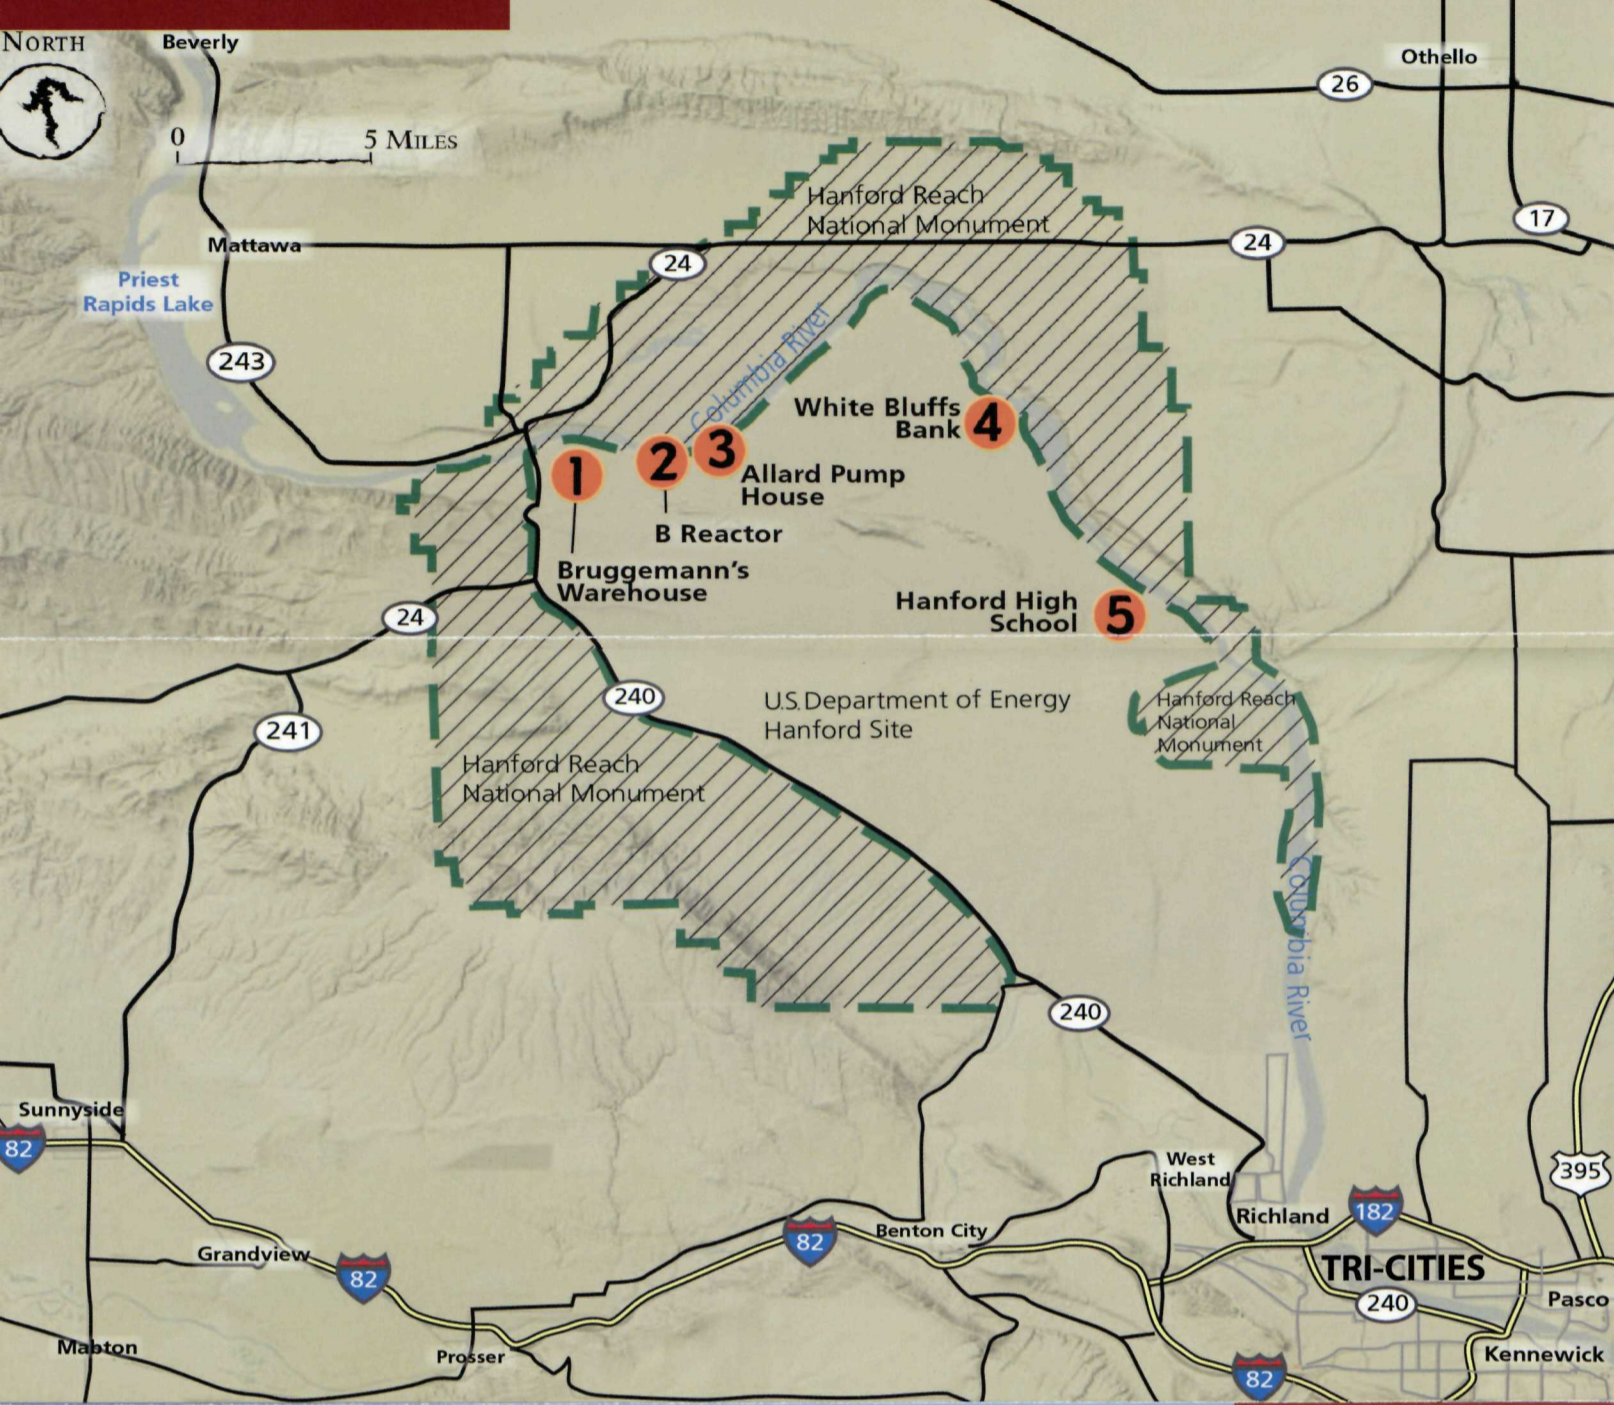 NORTH
Beverly
Othello
26
0 5 MILES
Hanford Reach
National Monument
17
Mattawa
24
24
Priest
Rapids Lake
243
Columbia River
White Bluffs
Bank
4
1
2
3
Allard Pump
House
B Reactor
Bruggemann's
Warehouse
Hanford High
School
5
24
240
U.S. Department of Energy
Hanford Site
Hanford Reach
National
Monument
241
Hanford Reach
National Monument
Columbia River
240
Sunnyside
82
West
Richland
395
Richland
182
Benton City
82
Grandview
82
TRI-CITIES
240
Pasco
Mabton
Prosser
Kennewick
82